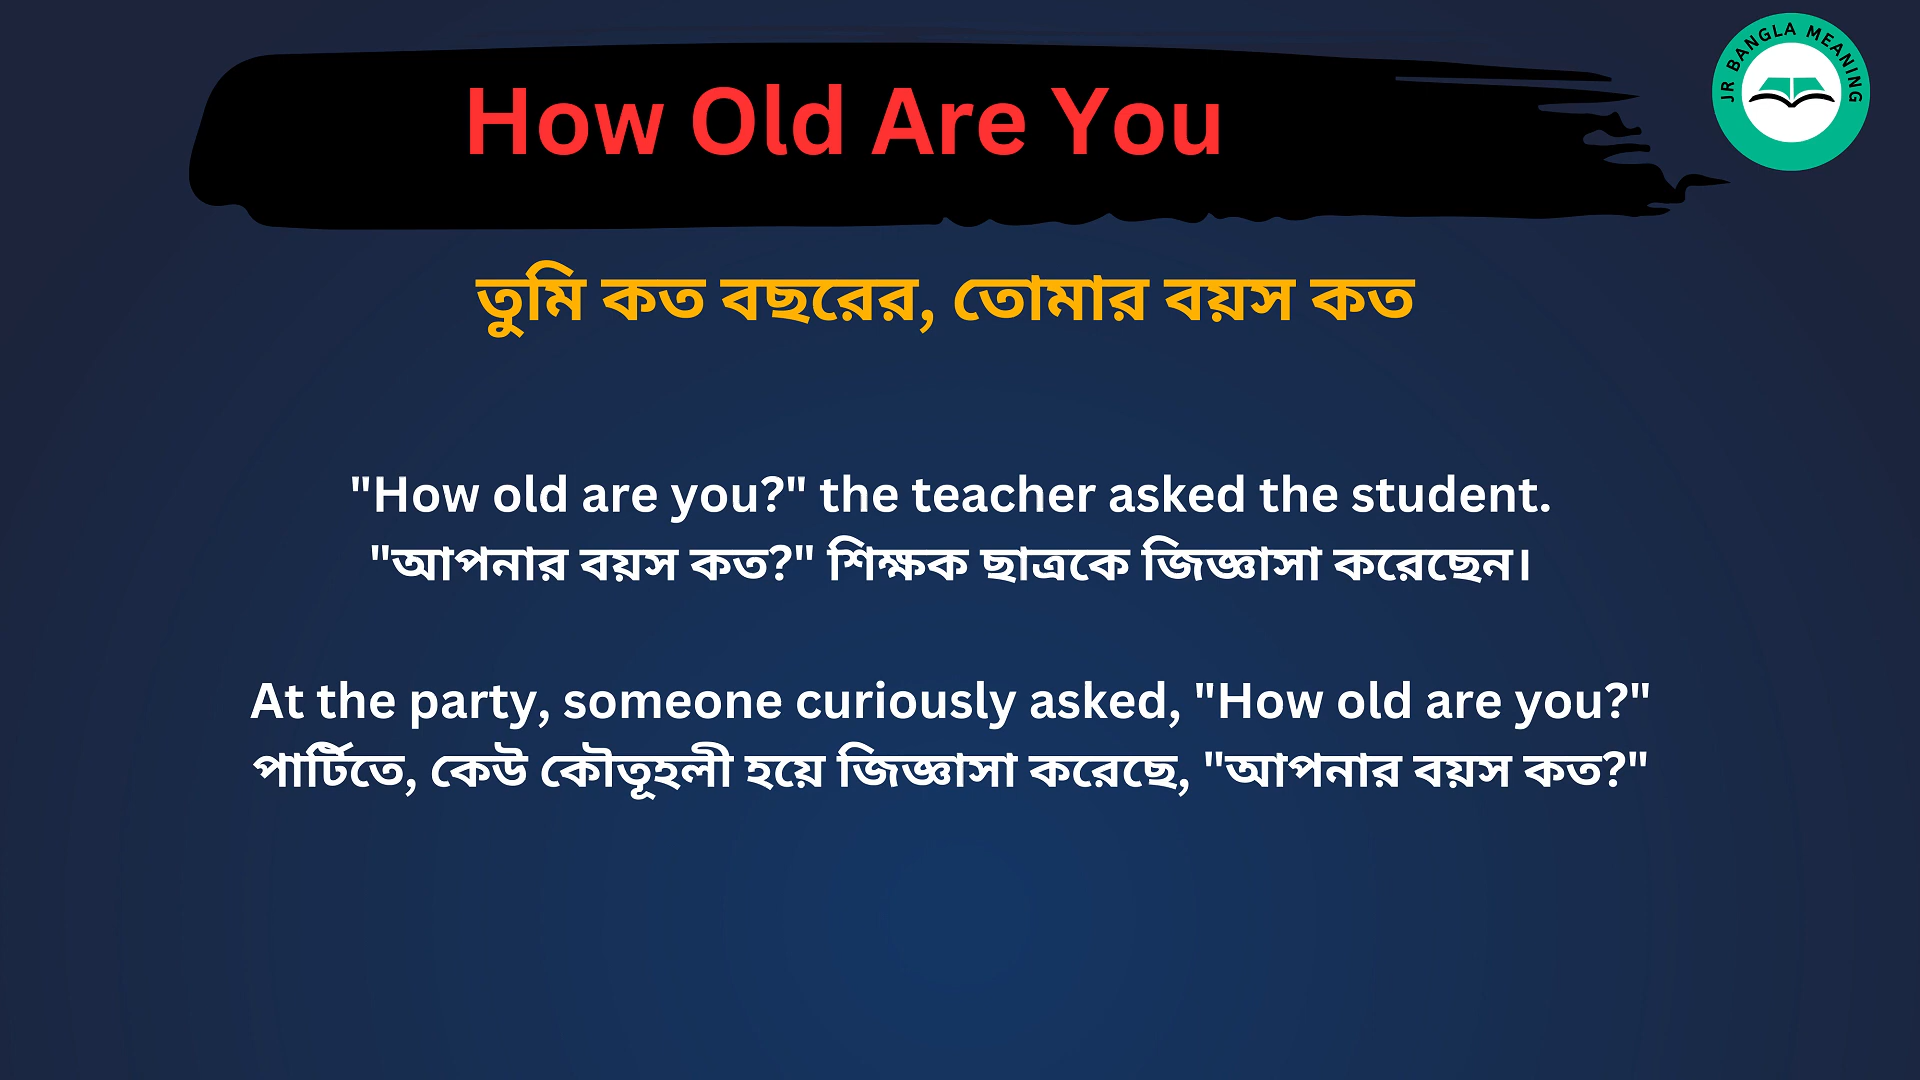 How Old Are You
JR BANGLA MEANING
তুমি কত বছরের, তোমার বয়স কত
"How old are you?" the teacher asked the student.
"আপনার বয়স কত?" শিক্ষক ছাত্রকে জিজ্ঞাসা করেছেন।
At the party, someone curiously asked, "How old are you?"
পার্টিতে, কেউ কৌতূহলী হয়ে জিজ্ঞাসা করেছে, "আপনার বয়স কত?"